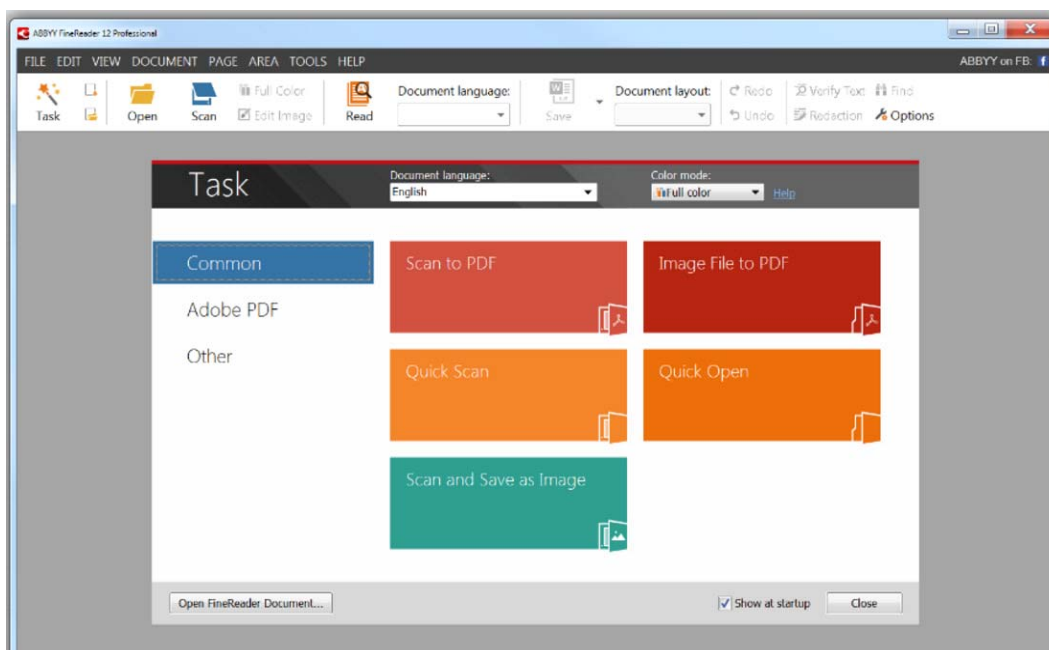 ABBYY FineReader 12 Professional
FILE EDIT VIEW DOCUMENT PAGE AREA TOOLS HELP
ABBYY on FB:
Task
Open
Scan
Full Color
Edit Image
Read
Document language:
Save
Document layout:
Redo
Undo
Verify Text
Redaction
Find
Options
Task
Document language:
English
Color mode:
Full color
Help
Common
Adobe PDF
Other
Scan to PDF
Image File to PDF
Quick Scan
Quick Open
Scan and Save as Image
Open FineReader Document...
Show at startup
Close